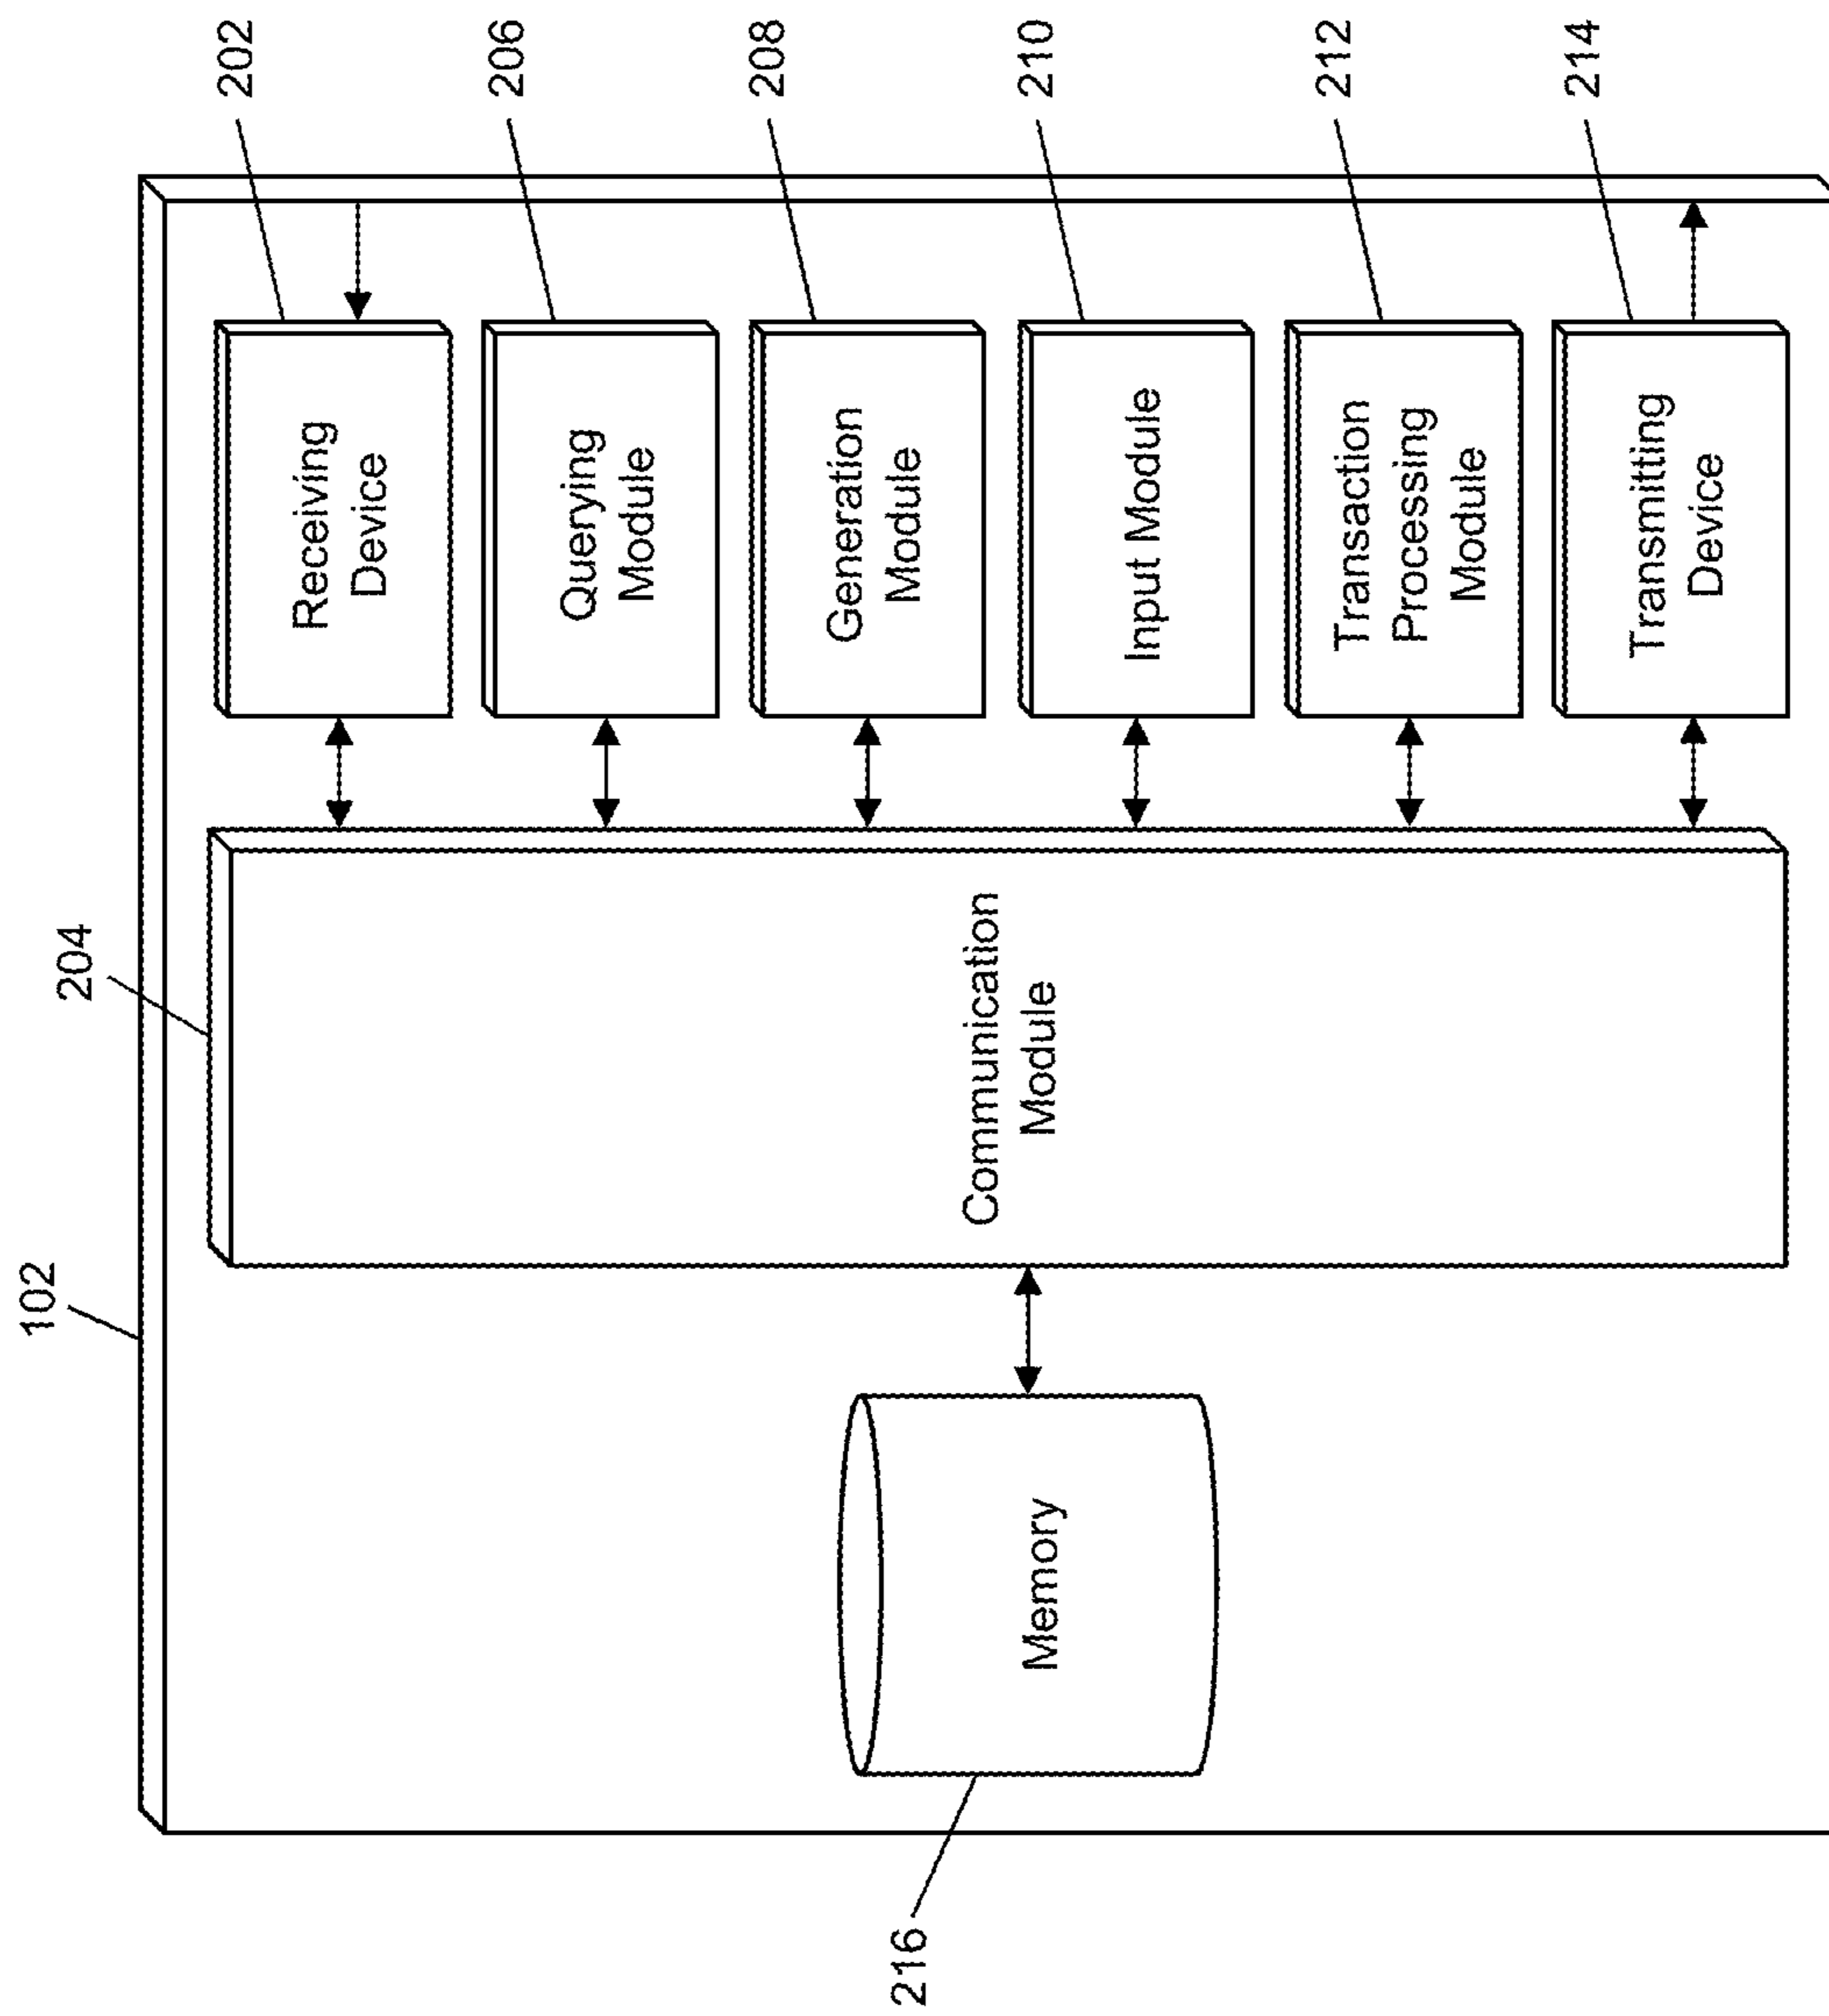 102
204
202
Receiving
Device
206
Querying
Module
208
Generation
Module
210
Input Module
212
Transaction
Processing
Module
214
Transmitting
Device
Communication
Module
Memory
216